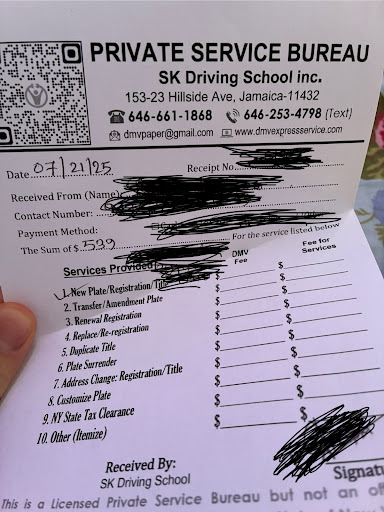 PRIVATE SERVICE BUREAU
SK Driving School inc.
153-23 Hillside Ave, Jamaica-11432
646-661-1868 646-253-4798 (Text)
dmvpaper@gmail.com www.dmvexpressservice.com
Date 07/21/25 Receipt No.
Received From (Name)
Contact Number:
Payment Method:
The Sum of $ For the service listed below
Services Provided DMV Fee Fee for Services
1. New Plate/Registration/Title $ $
2. Transfer/Amendment Plate $ $
3. Renewal Registration $ $
4. Replace/Re-registration $ $
5. Duplicate Title $ $
6. Plate Surrender $ $
7. Address Change: Registration/Title $ $
8. Customize Plate $ $
9. NY State Tax Clearance $ $
10. Other (Itemize)
Received By:
SK Driving School
Signatu
This is a Licensed Private Service Bureau but not an off